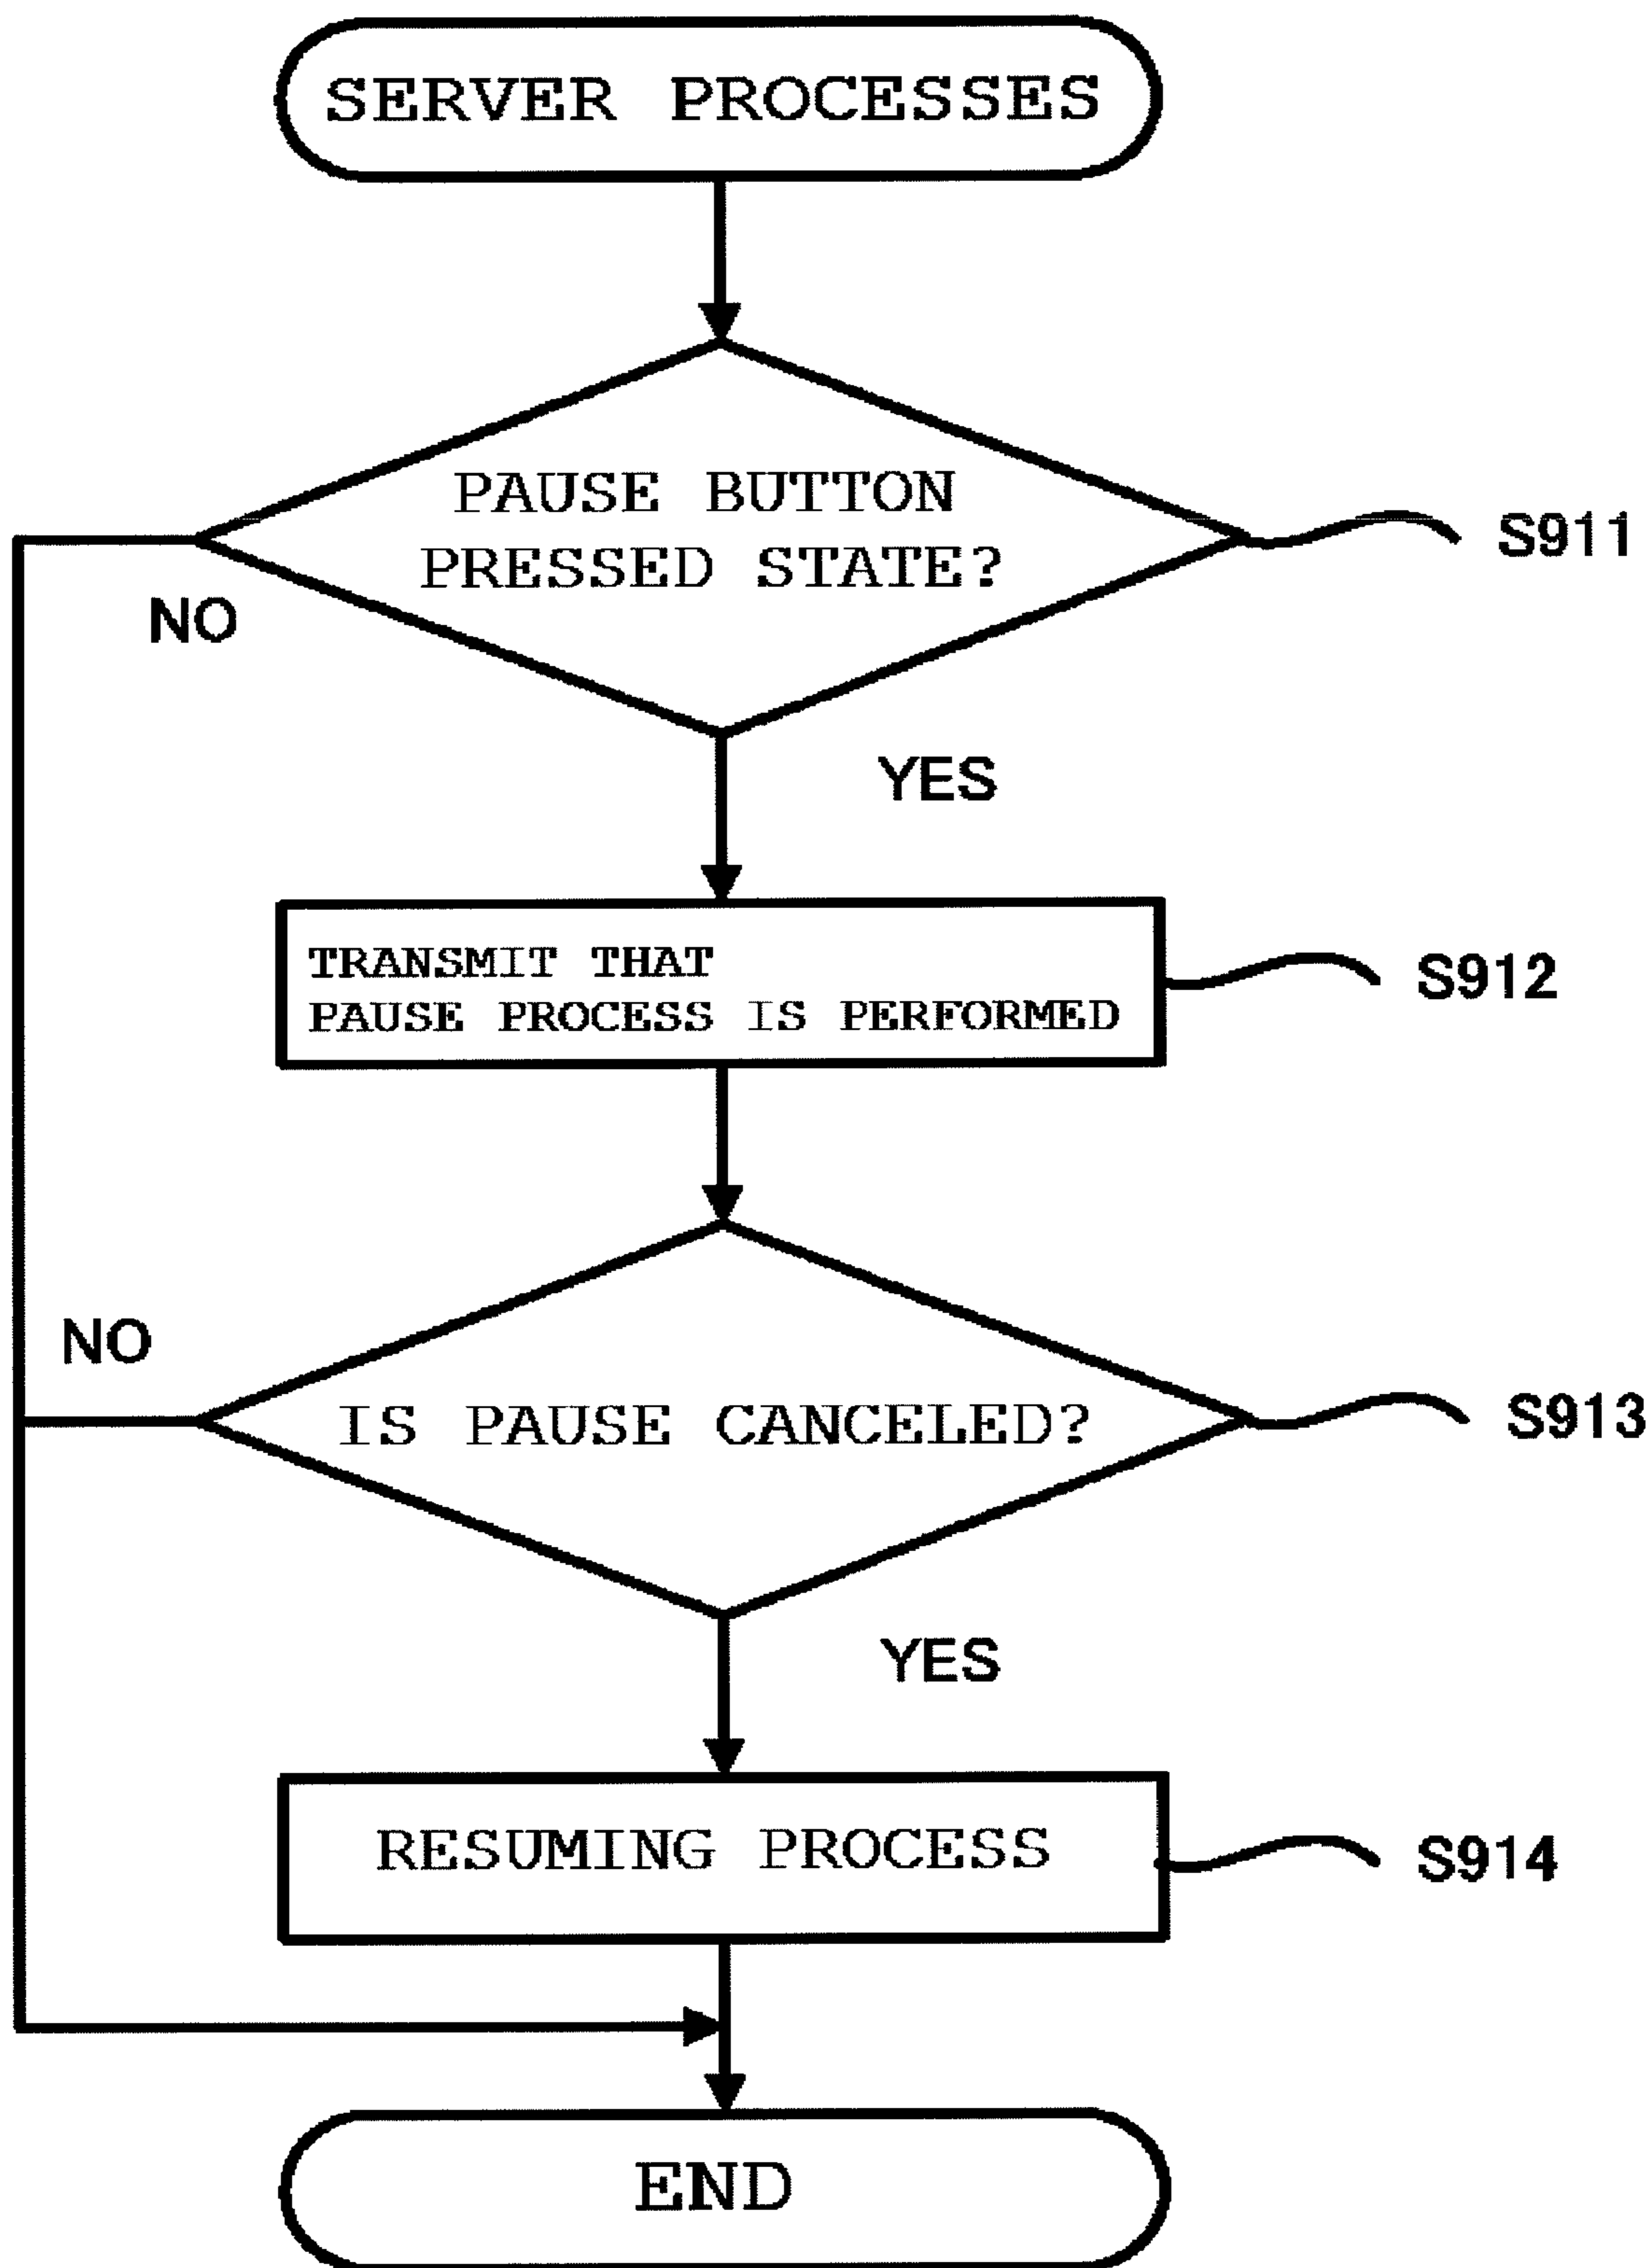 SERVER PROCESSES
PAUSE BUTTON
PRESSED STATE?
S911
NO
YES
TRANSMIT THAT
PAUSE PROCESS IS PERFORMED
S912
NO
IS PAUSE CANCELED?
S913
YES
RESUMING PROCESS
S914
END